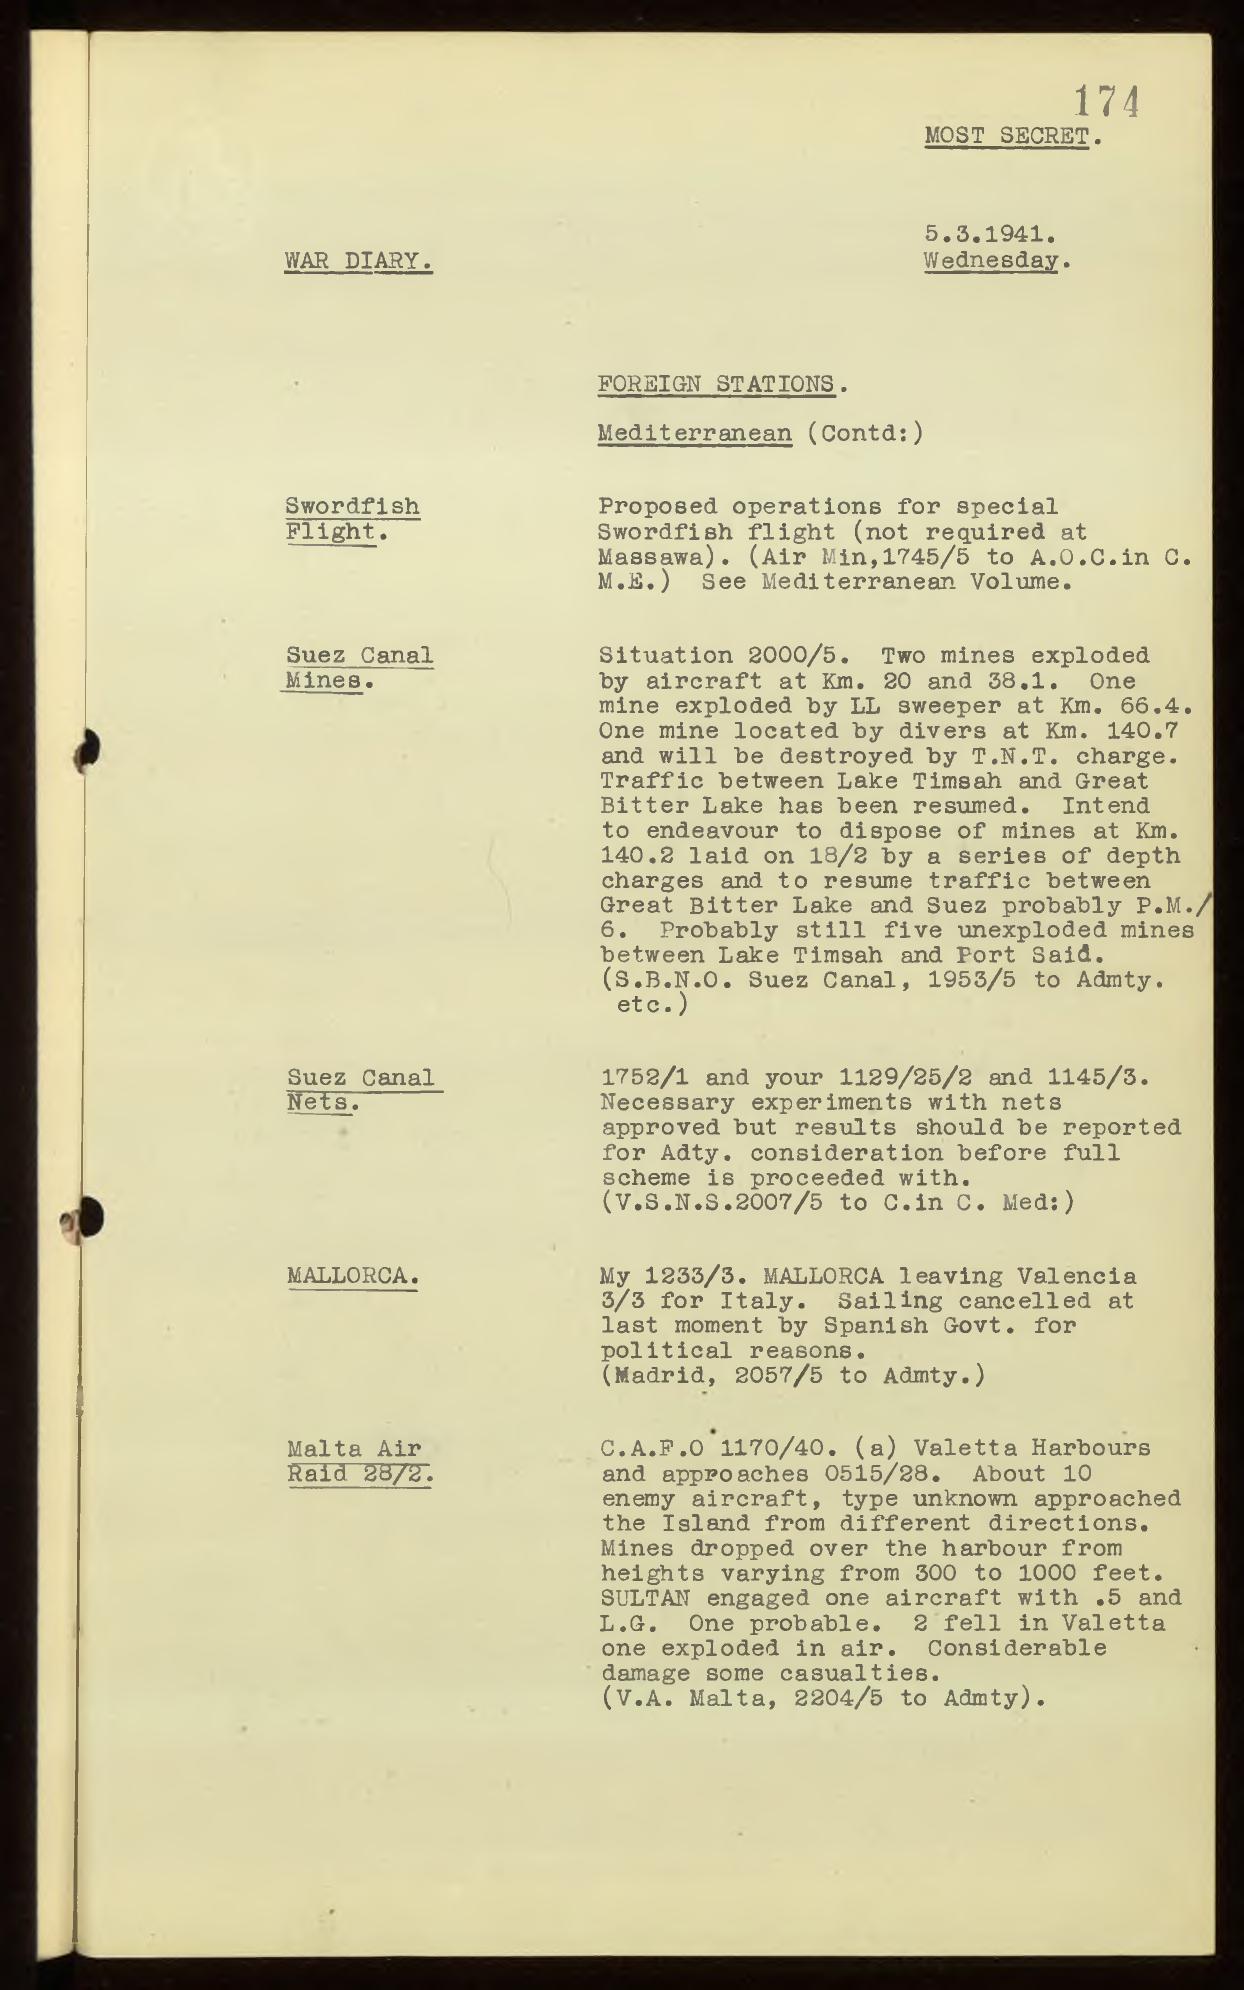 174
MOST SECRET.
5.3.1941.
WAR DIARY.
Wednesday.
FOREIGN STATIONS.
Mediterranean (Contd:)
Swordfish
Flight.
Proposed operations for special
Swordfish flight (not required at
Massawa). (Air Min,1745/5 to A.O.C.in C.
M.E.) See Mediterranean Volume.
Suez Canal
Mines.
Situation 2000/5. Two mines exploded
by aircraft at Km. 20 and 38.1. One
mine exploded by LL sweeper at Km. 66.4.
One mine located by divers at Km. 140.7
and will be destroyed by T.N.T. charge.
Traffic between Lake Timsah and Great
Bitter Lake has been resumed. Intend
to endeavour to dispose of mines at Km.
140.2 laid on 18/2 by a series of depth
charges and to resume traffic between
Great Bitter Lake and Suez probably P.M./
6. Probably still five unexploded mines
between Lake Timsah and Port Said.
(S.B.N.O. Suez Canal, 1953/5 to Admty.
etc.)
Suez Canal
Nets.
1752/1 and your 1129/25/2 and 1145/3.
Necessary experiments with nets
approved but results should be reported
for Adty. consideration before full
scheme is proceeded with.
(V.S.N.S.2007/5 to C.in C. Med:)
MALLORCA.
My 1233/3. MALLORCA leaving Valencia
3/3 for Italy. Sailing cancelled at
last moment by Spanish Govt. for
political reasons.
(Madrid, 2057/5 to Admty.)
Malta Air
Raid 28/2.
C.A.F.O 1170/40. (a) Valetta Harbours
and approaches 0515/28. About 10
enemy aircraft, type unknown approached
the Island from different directions.
Mines dropped over the harbour from
heights varying from 300 to 1000 feet.
SULTAN engaged one aircraft with .5 and
L.G. One probable. 2 fell in Valetta
one exploded in air. Considerable
damage some casualties.
(V.A. Malta, 2204/5 to Admty).